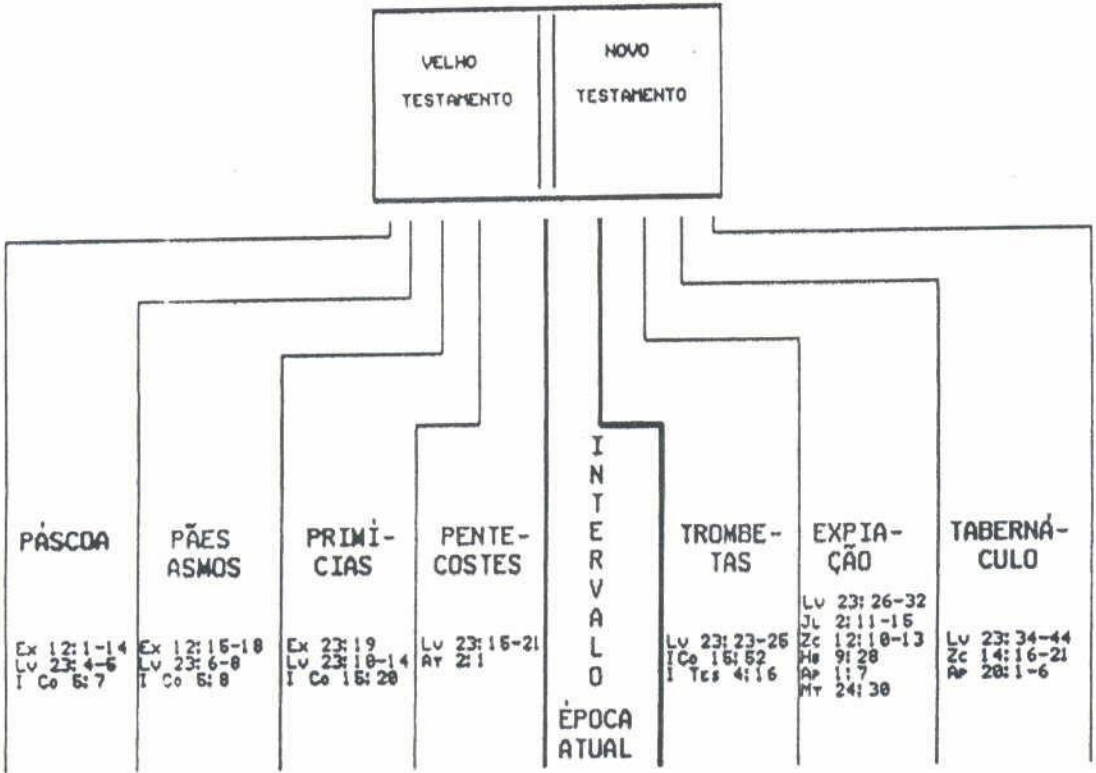 VELHO
TESTAMENTO
NOVO
TESTAMENTO
PÁSCOA
Ex 12:1-14
Lv 23:4-5
I Co 5:7
PÃES
ASMOS
Ex 12:15-18
Lv 23:6-8
I Co 5:8
PRIMÍ-
CIAS
Ex 23:19
Lv 23:10-14
I Co 15:20
PENTE-
COSTES
Lv 23:15-21
AT 2:1
INTERVALO
ÉPOCA
ATUAL
TROMBE-
TAS
Lv 23:23-25
ICo 15:52
I TES 4:16
EXPIA-
ÇÃO
Lv 23:26-32
JL 2:11-15
Zc 12:10-13
HB 9:28
AP 1:7
MT 24:30
TABERNÁ-
CULO
Lv 23:34-44
Zc 14:16-21
AP 20:1-6